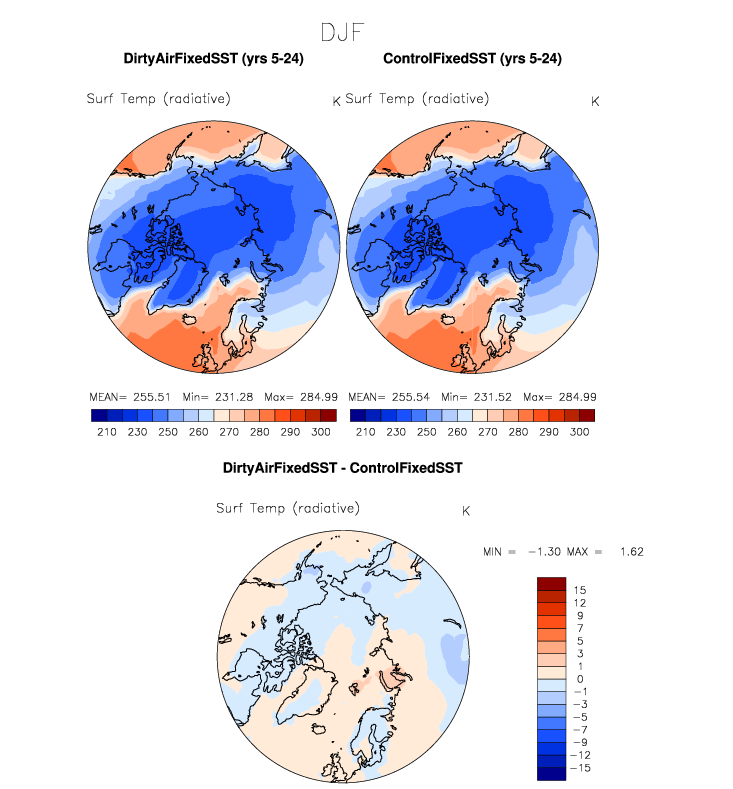 DJF
DirtyAirFixedSST (yrs 5-24) ControlFixedSST (yrs 5-24)
Surf Temp (radiative) K Surf Temp (radiative) K
MEAN= 255.51 Min= 231.28 Max= 284.99 MEAN= 255.54 Min= 231.52 Max= 284.99
210 230 250 260 270 280 290 300 210 230 250 260 270 280 290 300
DirtyAirFixedSST - ControlFixedSST
Surf Temp (radiative) K
MIN = -1.30 MAX = 1.62
15
12
9
7
5
3
1
0
-1
-3
-5
-7
-9
-12
-15